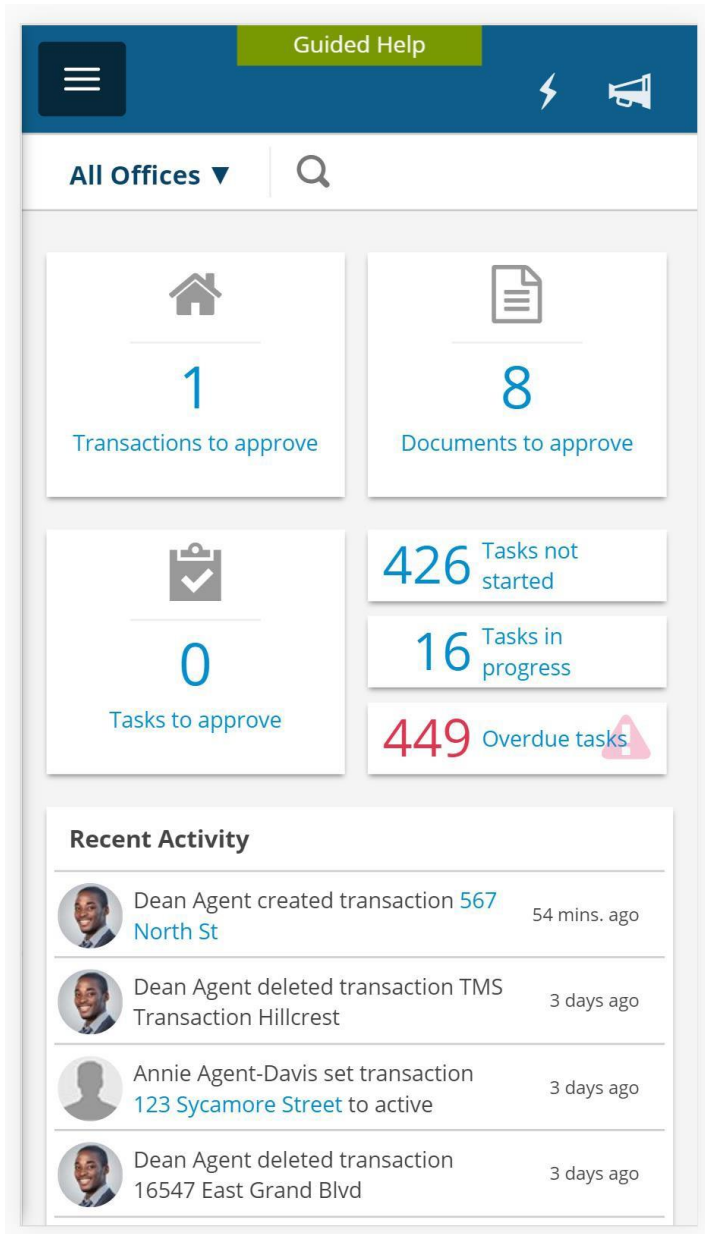 Guided Help
All Offices ▼
1
Transactions to approve
8
Documents to approve
0
Tasks to approve
426 Tasks not
started
16 Tasks in
progress
449 Overdue tasks
Recent Activity
Dean Agent created transaction 567
North St
54 mins. ago
Dean Agent deleted transaction TMS
Transaction Hillcrest
3 days ago
Annie Agent-Davis set transaction
123 Sycamore Street to active
3 days ago
Dean Agent deleted transaction
16547 East Grand Blvd
3 days ago